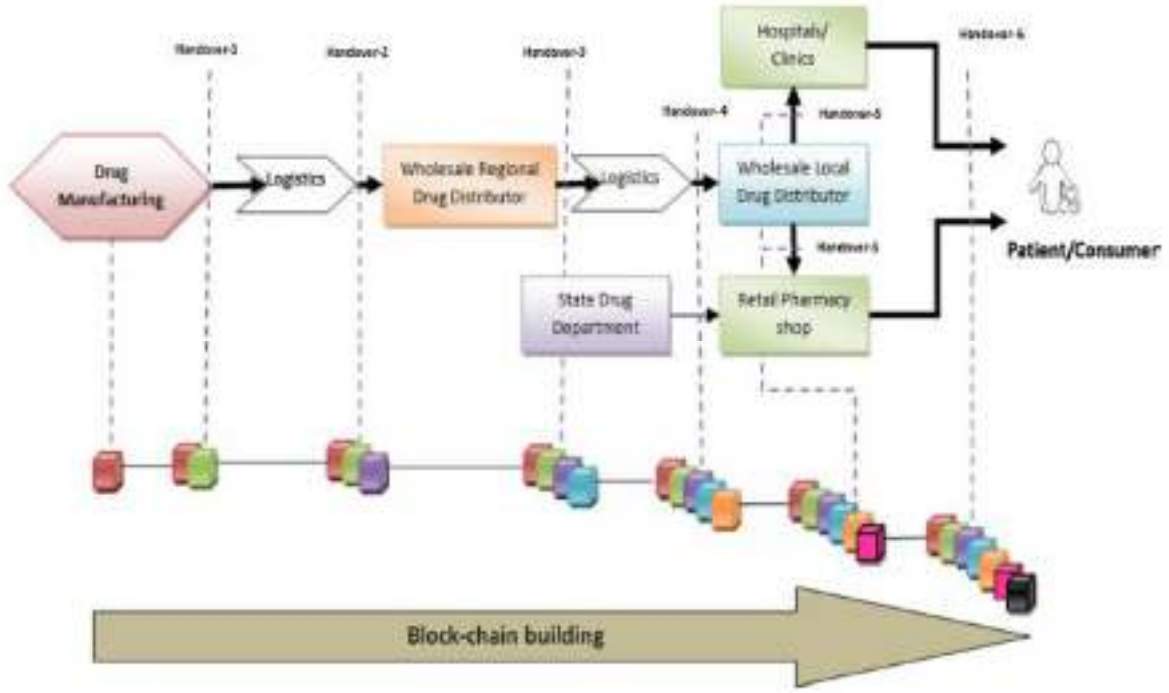 Handover-1
Handover-2
Handover-3
Handover-4
Hospitals/
Clinics
Handover-5
Handover-6
Drug
Manufacturing
Logistics
Wholesale Regional
Drug Distributor
Logistics
Wholesale Local
Drug Distributor
Handover-5
Patient/Consumer
State Drug
Department
Retail Pharmacy
shop
Block-chain building